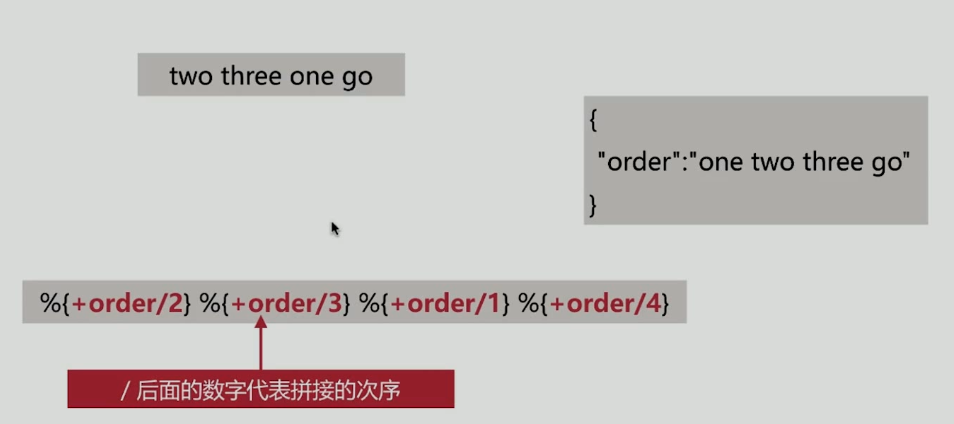 two three one go
{
"order":"one two three go"
}
%{+order/2} %{+order/3} %{+order/1} %{+order/4}
/ 后面的数字代表拼接的次序